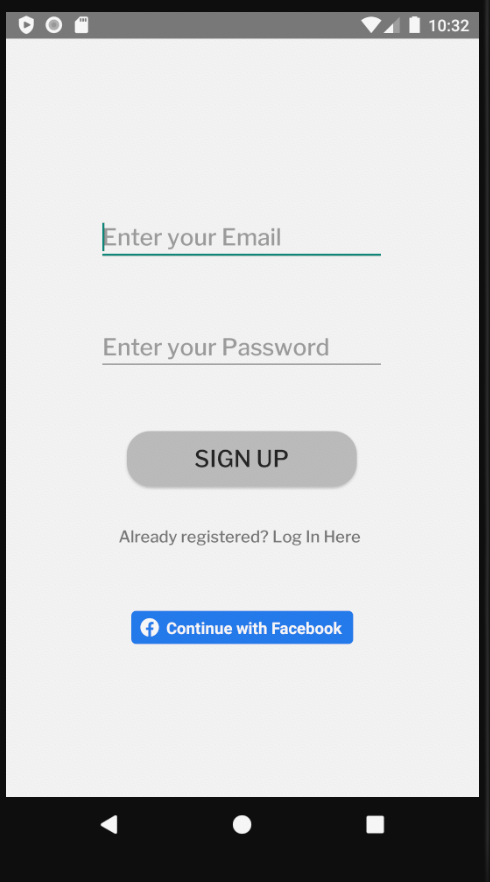 10:32
Enter your Email
Enter your Password
SIGN UP
Already registered? Log In Here
Continue with Facebook